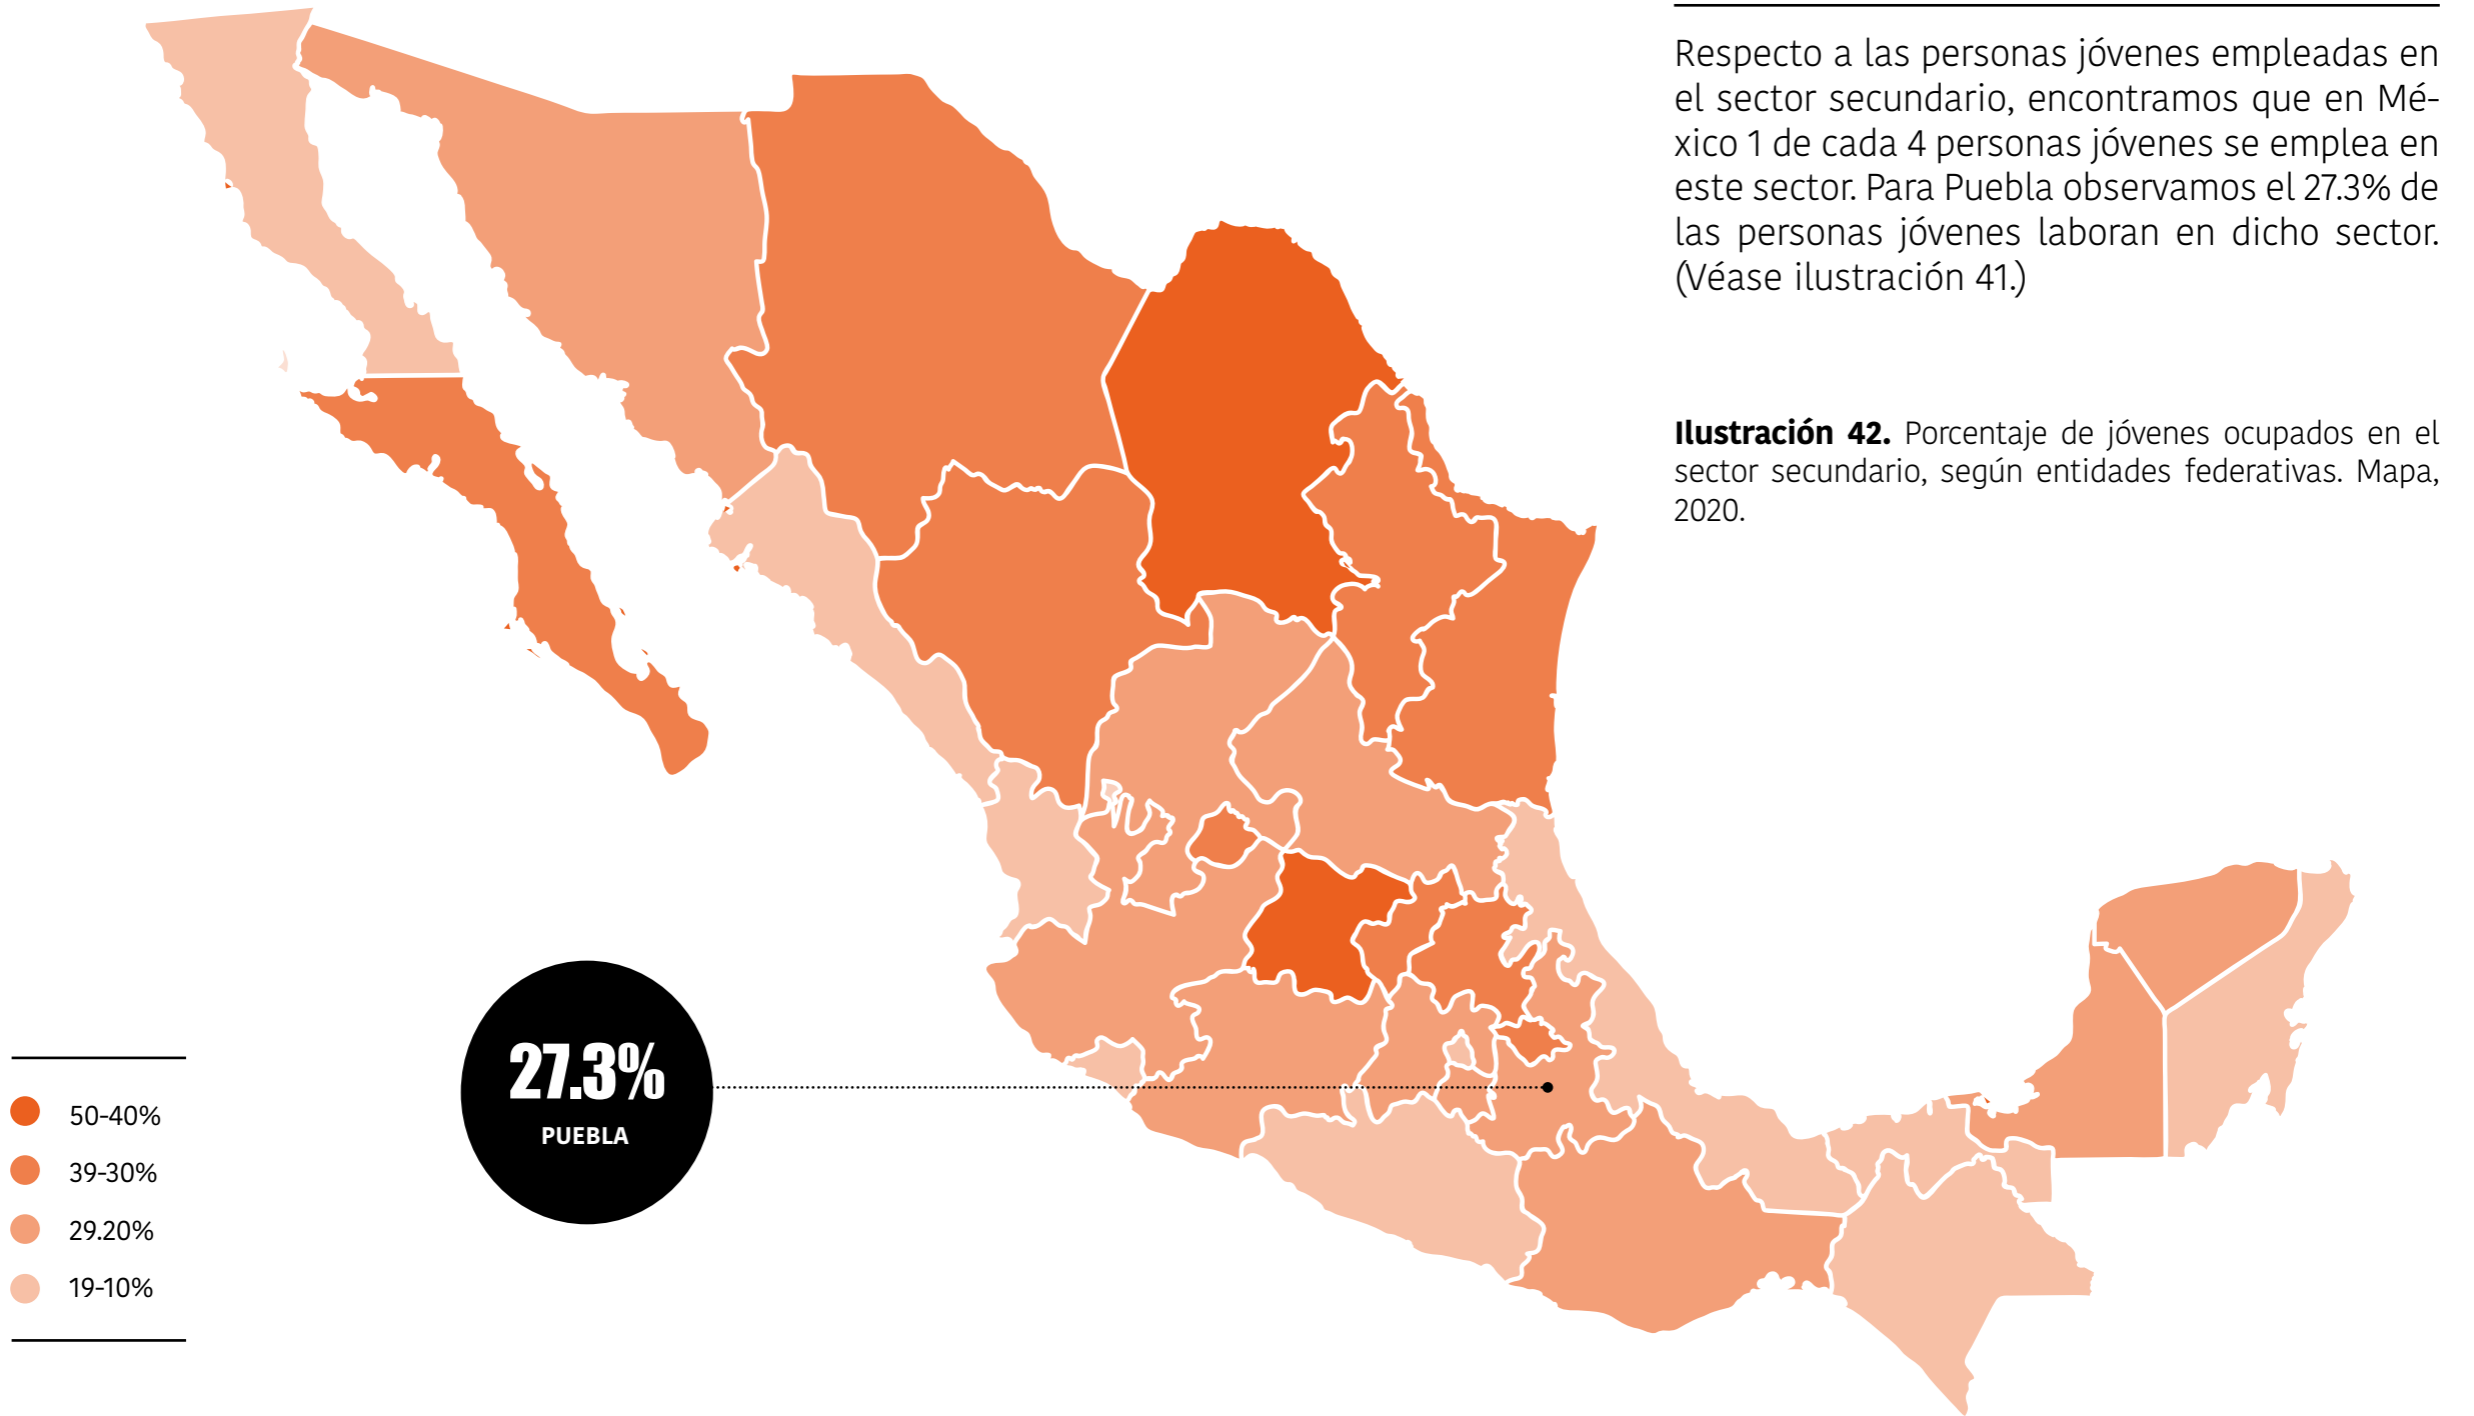 Respecto a las personas jóvenes empleadas en
el sector secundario, encontramos que en Mé-
xico 1 de cada 4 personas jóvenes se emplea en
este sector. Para Puebla observamos el 27.3% de
las personas jóvenes laboran en dicho sector.
(Véase ilustración 41.)
Ilustración 42. Porcentaje de jóvenes ocupados en el
sector secundario, según entidades federativas. Mapa,
2020.
27.3%
PUEBLA
50-40%
39-30%
29.20%
19-10%